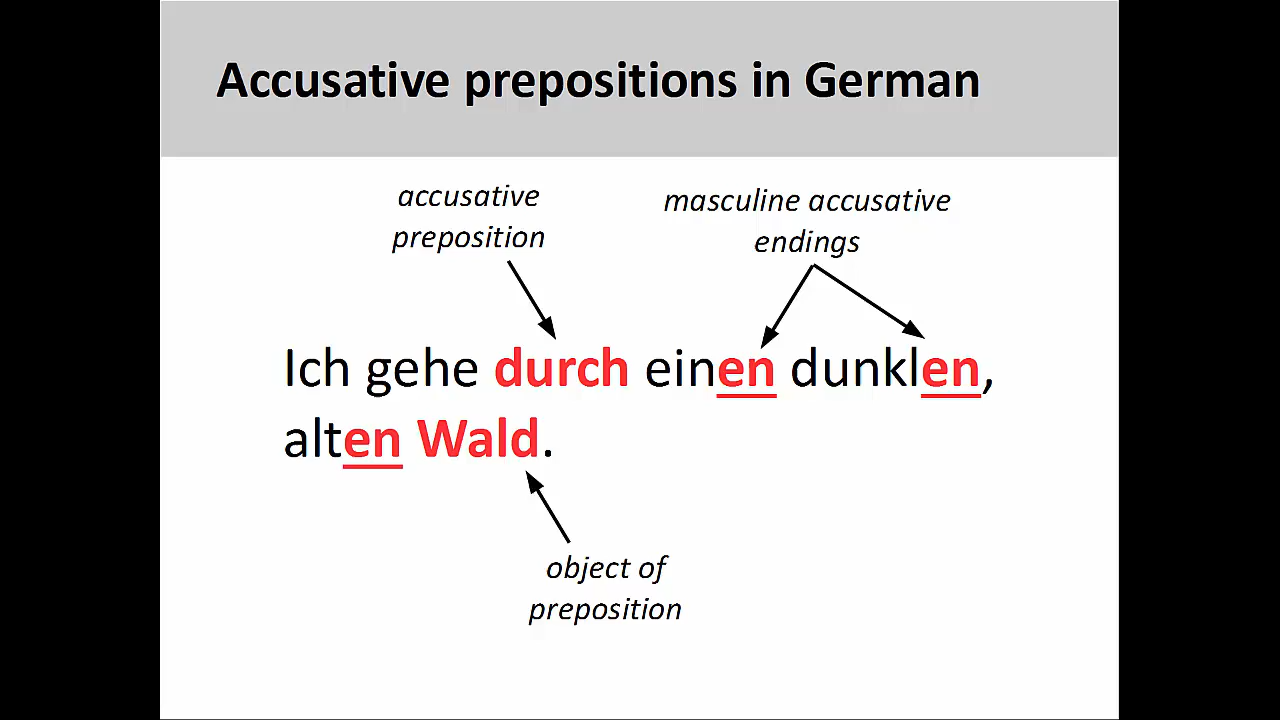 Accusative prepositions in German
accusative
preposition
masculine accusative
endings
Ich gehe durch einen dunklen,
alten Wald.
object of
preposition